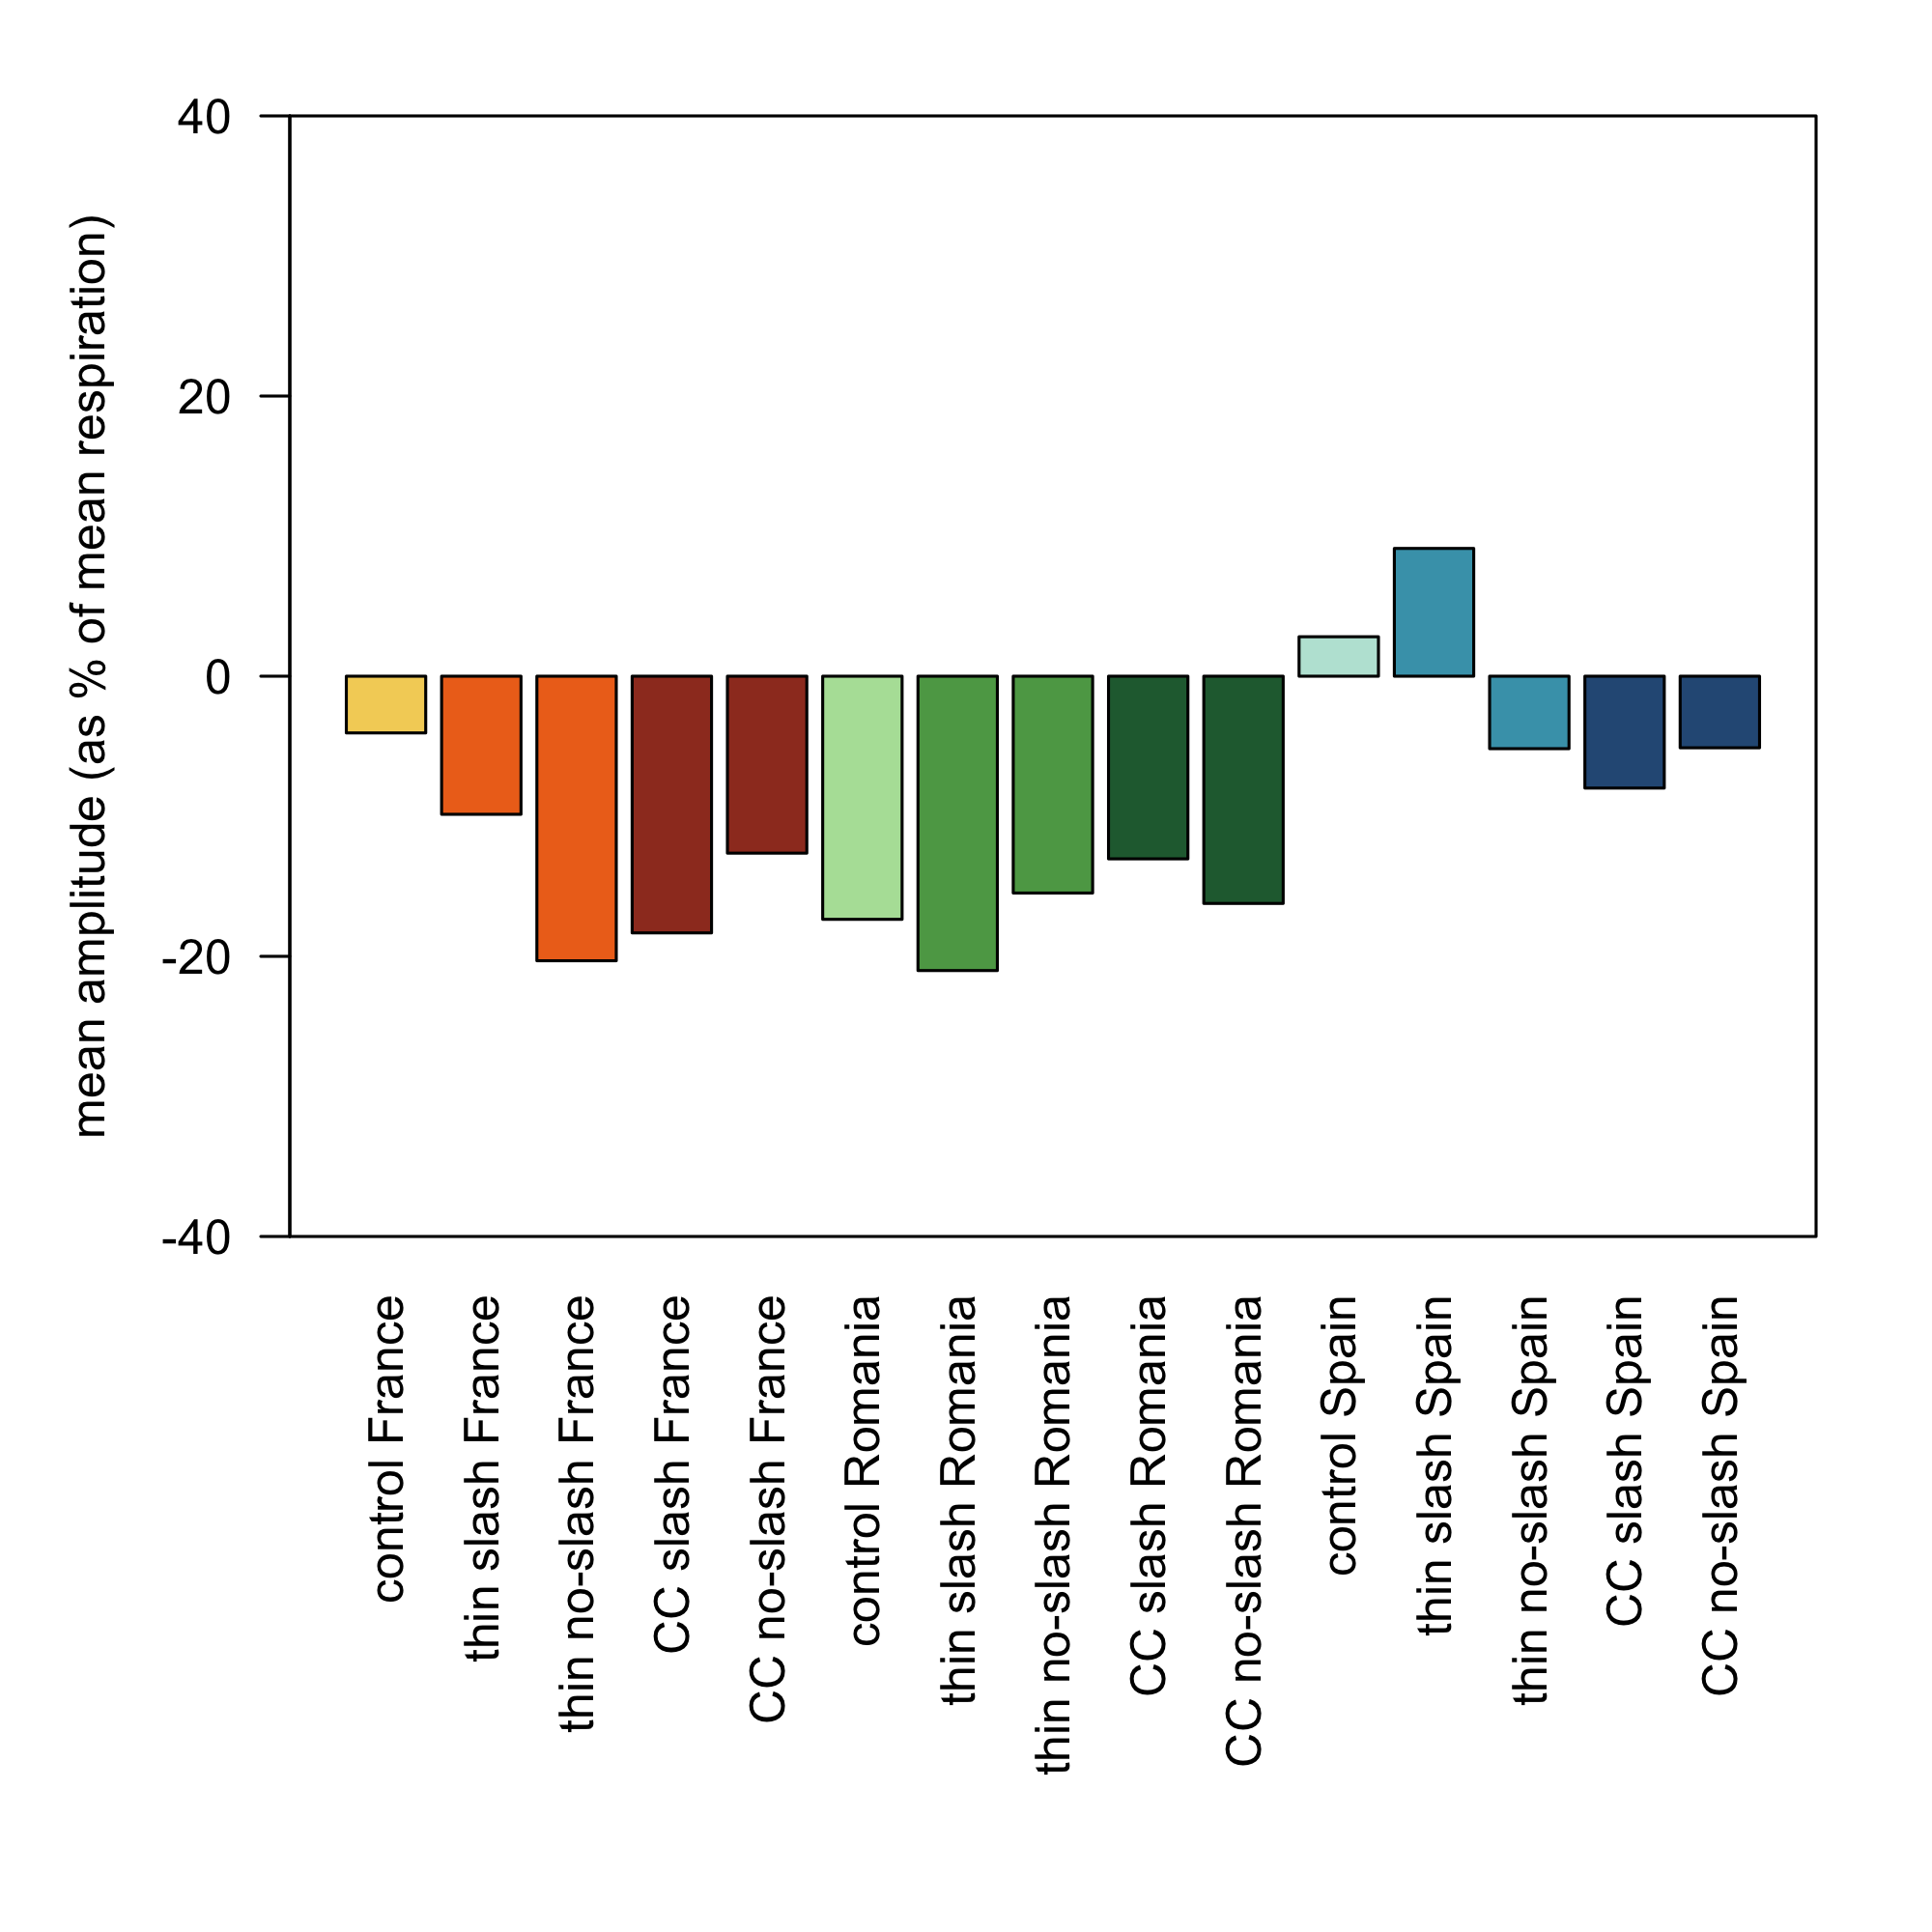 mean amplitude (as % of mean respiration)
40
20
0
-20
-40
control France
thin slash France
thin no-slash France
CC slash France
CC no-slash France
control Romania
thin slash Romania
thin no-slash Romania
CC slash Romania
CC no-slash Romania
control Spain
thin slash Spain
thin no-slash Spain
CC slash Spain
CC no-slash Spain